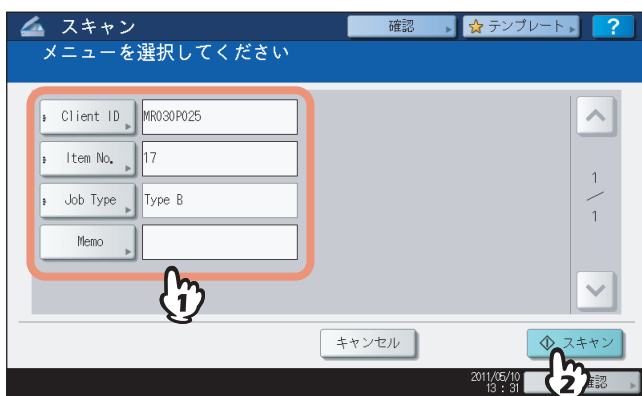 スキャン
確認
テンプレート
?
メニューを選択してください
Client ID
MR030P025
Item No.
17
Job Type
Type B
Memo
1
1
1
キャンセル
スキャン
2
2011/05/10
13 : 31
確認